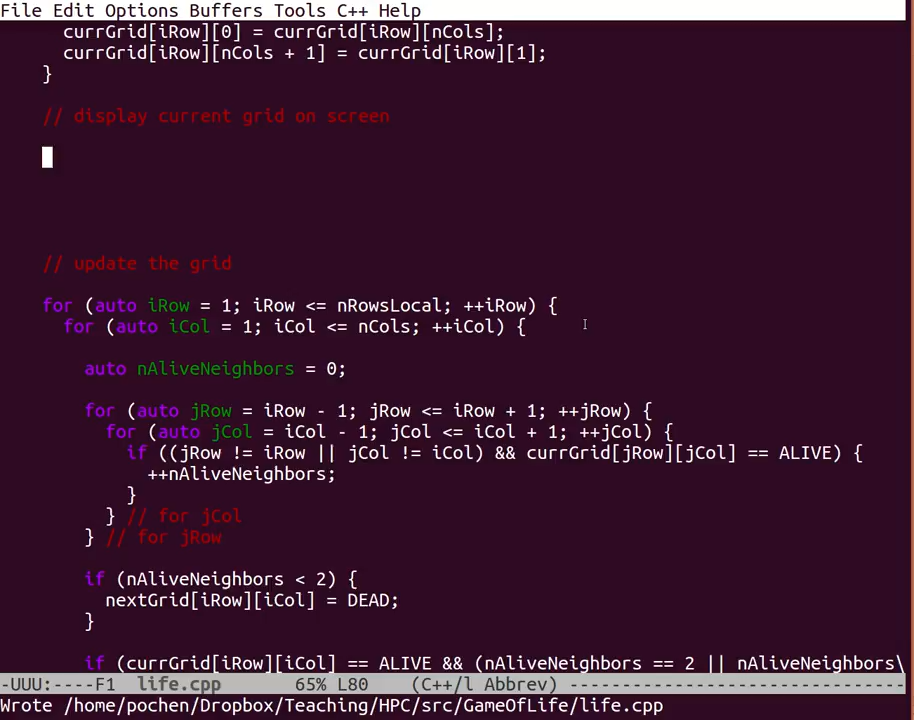 File Edit Options Buffers Tools C++ Help
currGrid[iRow][0] = currGrid[iRow][nCols];
currGrid[iRow][nCols + 1] = currGrid[iRow][1];
}
// display current grid on screen
// update the grid
for (auto iRow = 1; iRow <= nRowsLocal; ++iRow) {
for (auto iCol = 1; iCol <= nCols; ++iCol) {
auto nAliveNeighbors = 0;
for (auto jRow = iRow - 1; jRow <= iRow + 1; ++jRow) {
for (auto jCol = iCol - 1; jCol <= iCol + 1; ++jCol) {
if ((jRow != iRow || jCol != iCol) && currGrid[jRow][jCol] == ALIVE) {
++nAliveNeighbors;
}
} // for jCol
} // for jRow
if (nAliveNeighbors < 2) {
nextGrid[iRow][iCol] = DEAD;
}
if (currGrid[iRow][iCol] == ALIVE && (nAliveNeighbors == 2 || nAliveNeighbors\
-UUU:----F1 life.cpp 65% L80 (C++/l Abbrev) --------------------------------
Wrote /home/pochen/Dropbox/Teaching/HPC/src/GameOfLife/life.cpp